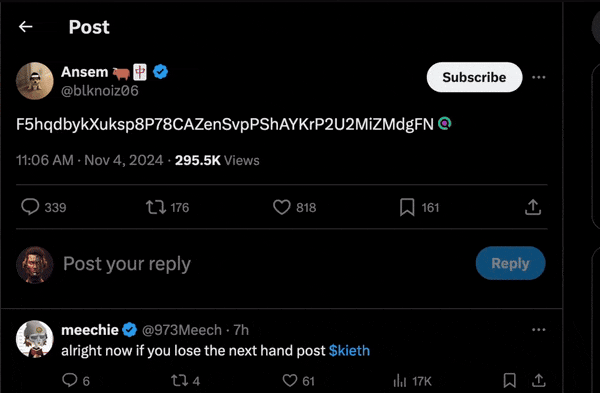 Post
Ansem 🐂🀄
@blknoiz06
Subscribe
F5hqdbykXuksp8P78CAZenSvpPShAYKrP2U2MiZMdgFN
11:06 AM · Nov 4, 2024 · 295.5K Views
339 176 818 161
Post your reply
Reply
meechie @973Meech · 7h
alright now if you lose the next hand post $kieth
6 4 61 17K